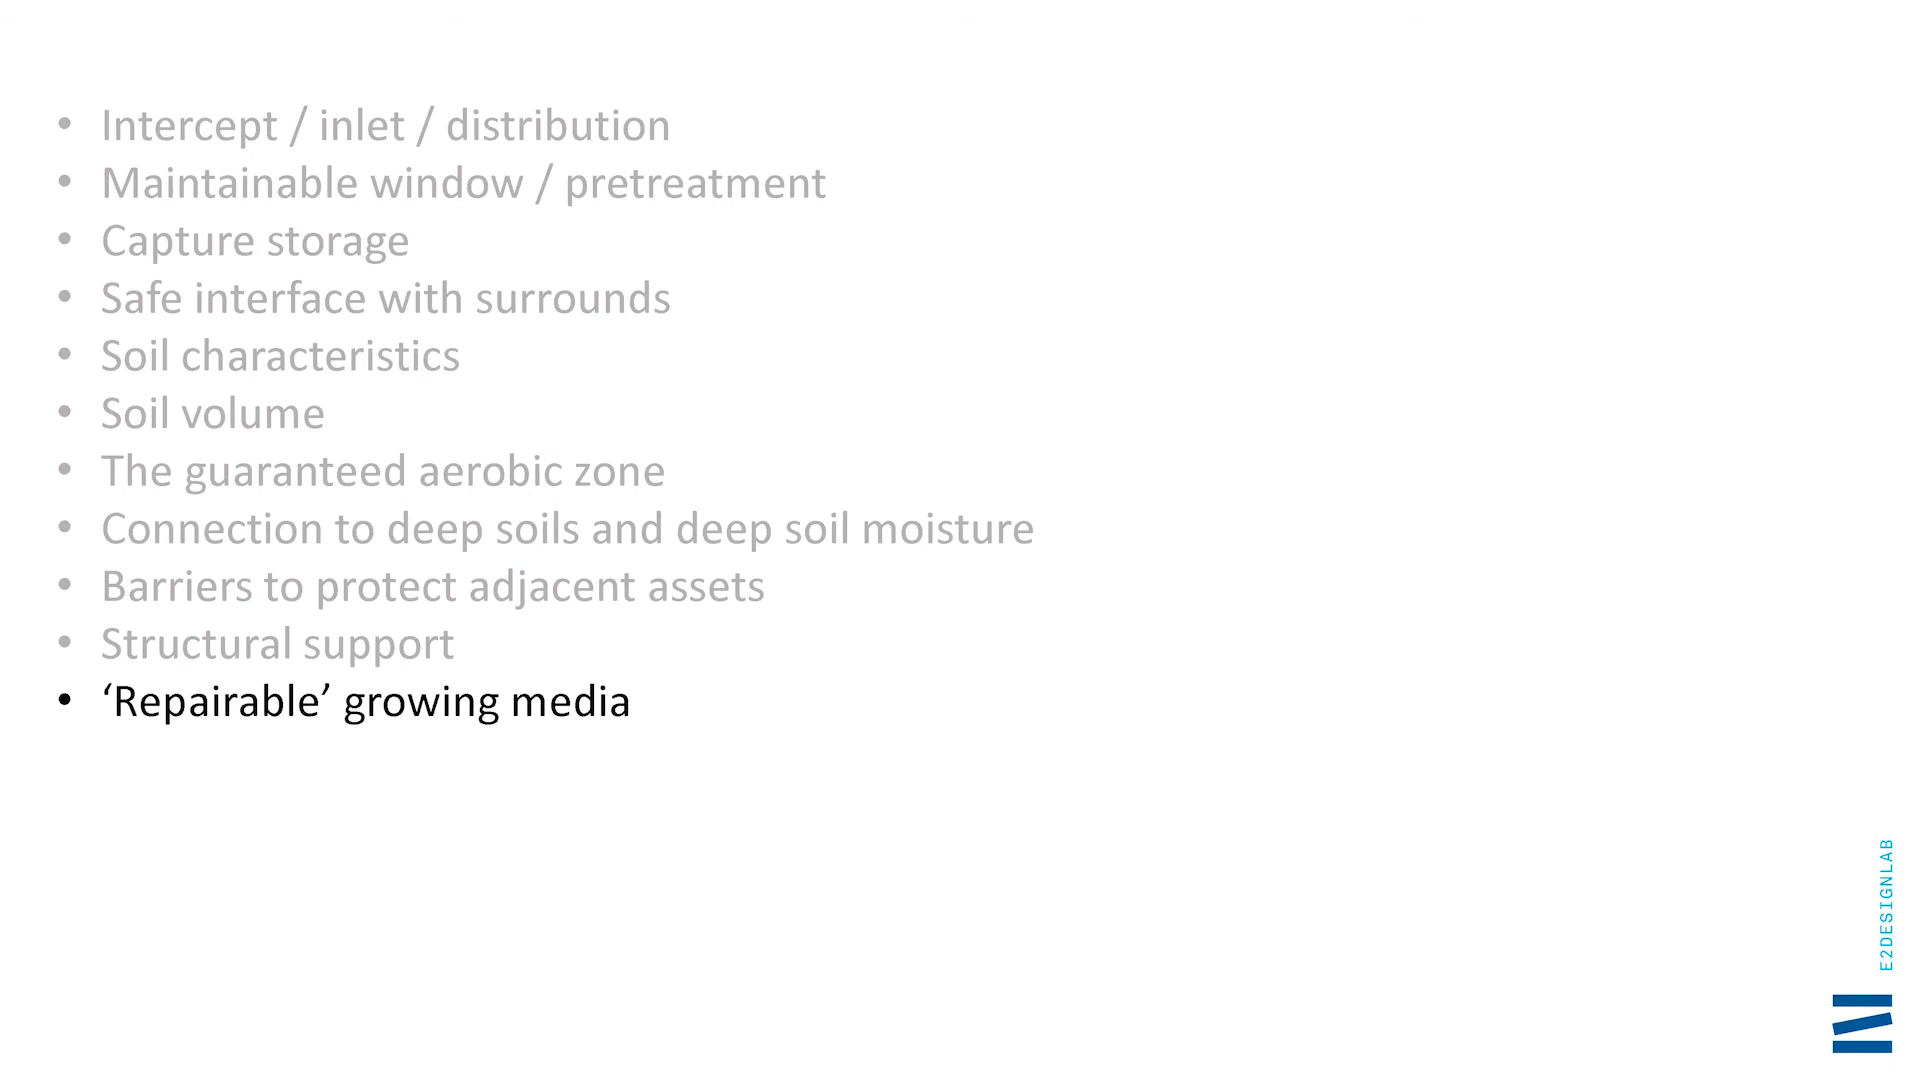 • Intercept / inlet / distribution
• Maintainable window / pretreatment
• Capture storage
• Safe interface with surrounds
• Soil characteristics
• Soil volume
• The guaranteed aerobic zone
• Connection to deep soils and deep soil moisture
• Barriers to protect adjacent assets
• Structural support
• ‘Repairable’ growing media
E2DESIGNLAB